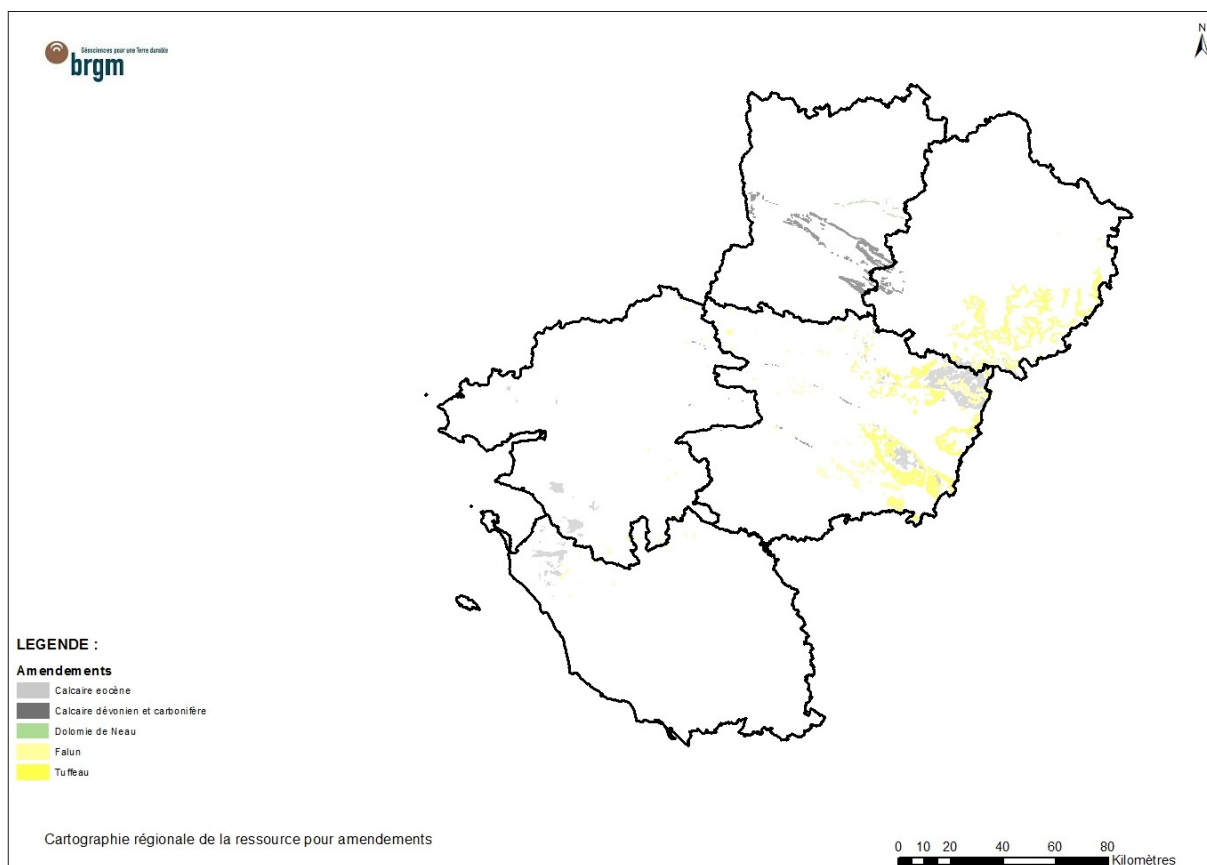 Géosciences pour une Terre durable
brgm
N
LEGENDE :
Amendements
Calcaire eocène
Calcaire dévonien et carbonifère
Dolomie de Neau
Falun
Tuffeau
Cartographie régionale de la ressource pour amendements
0 10 20 40 60 80
Kilomètres